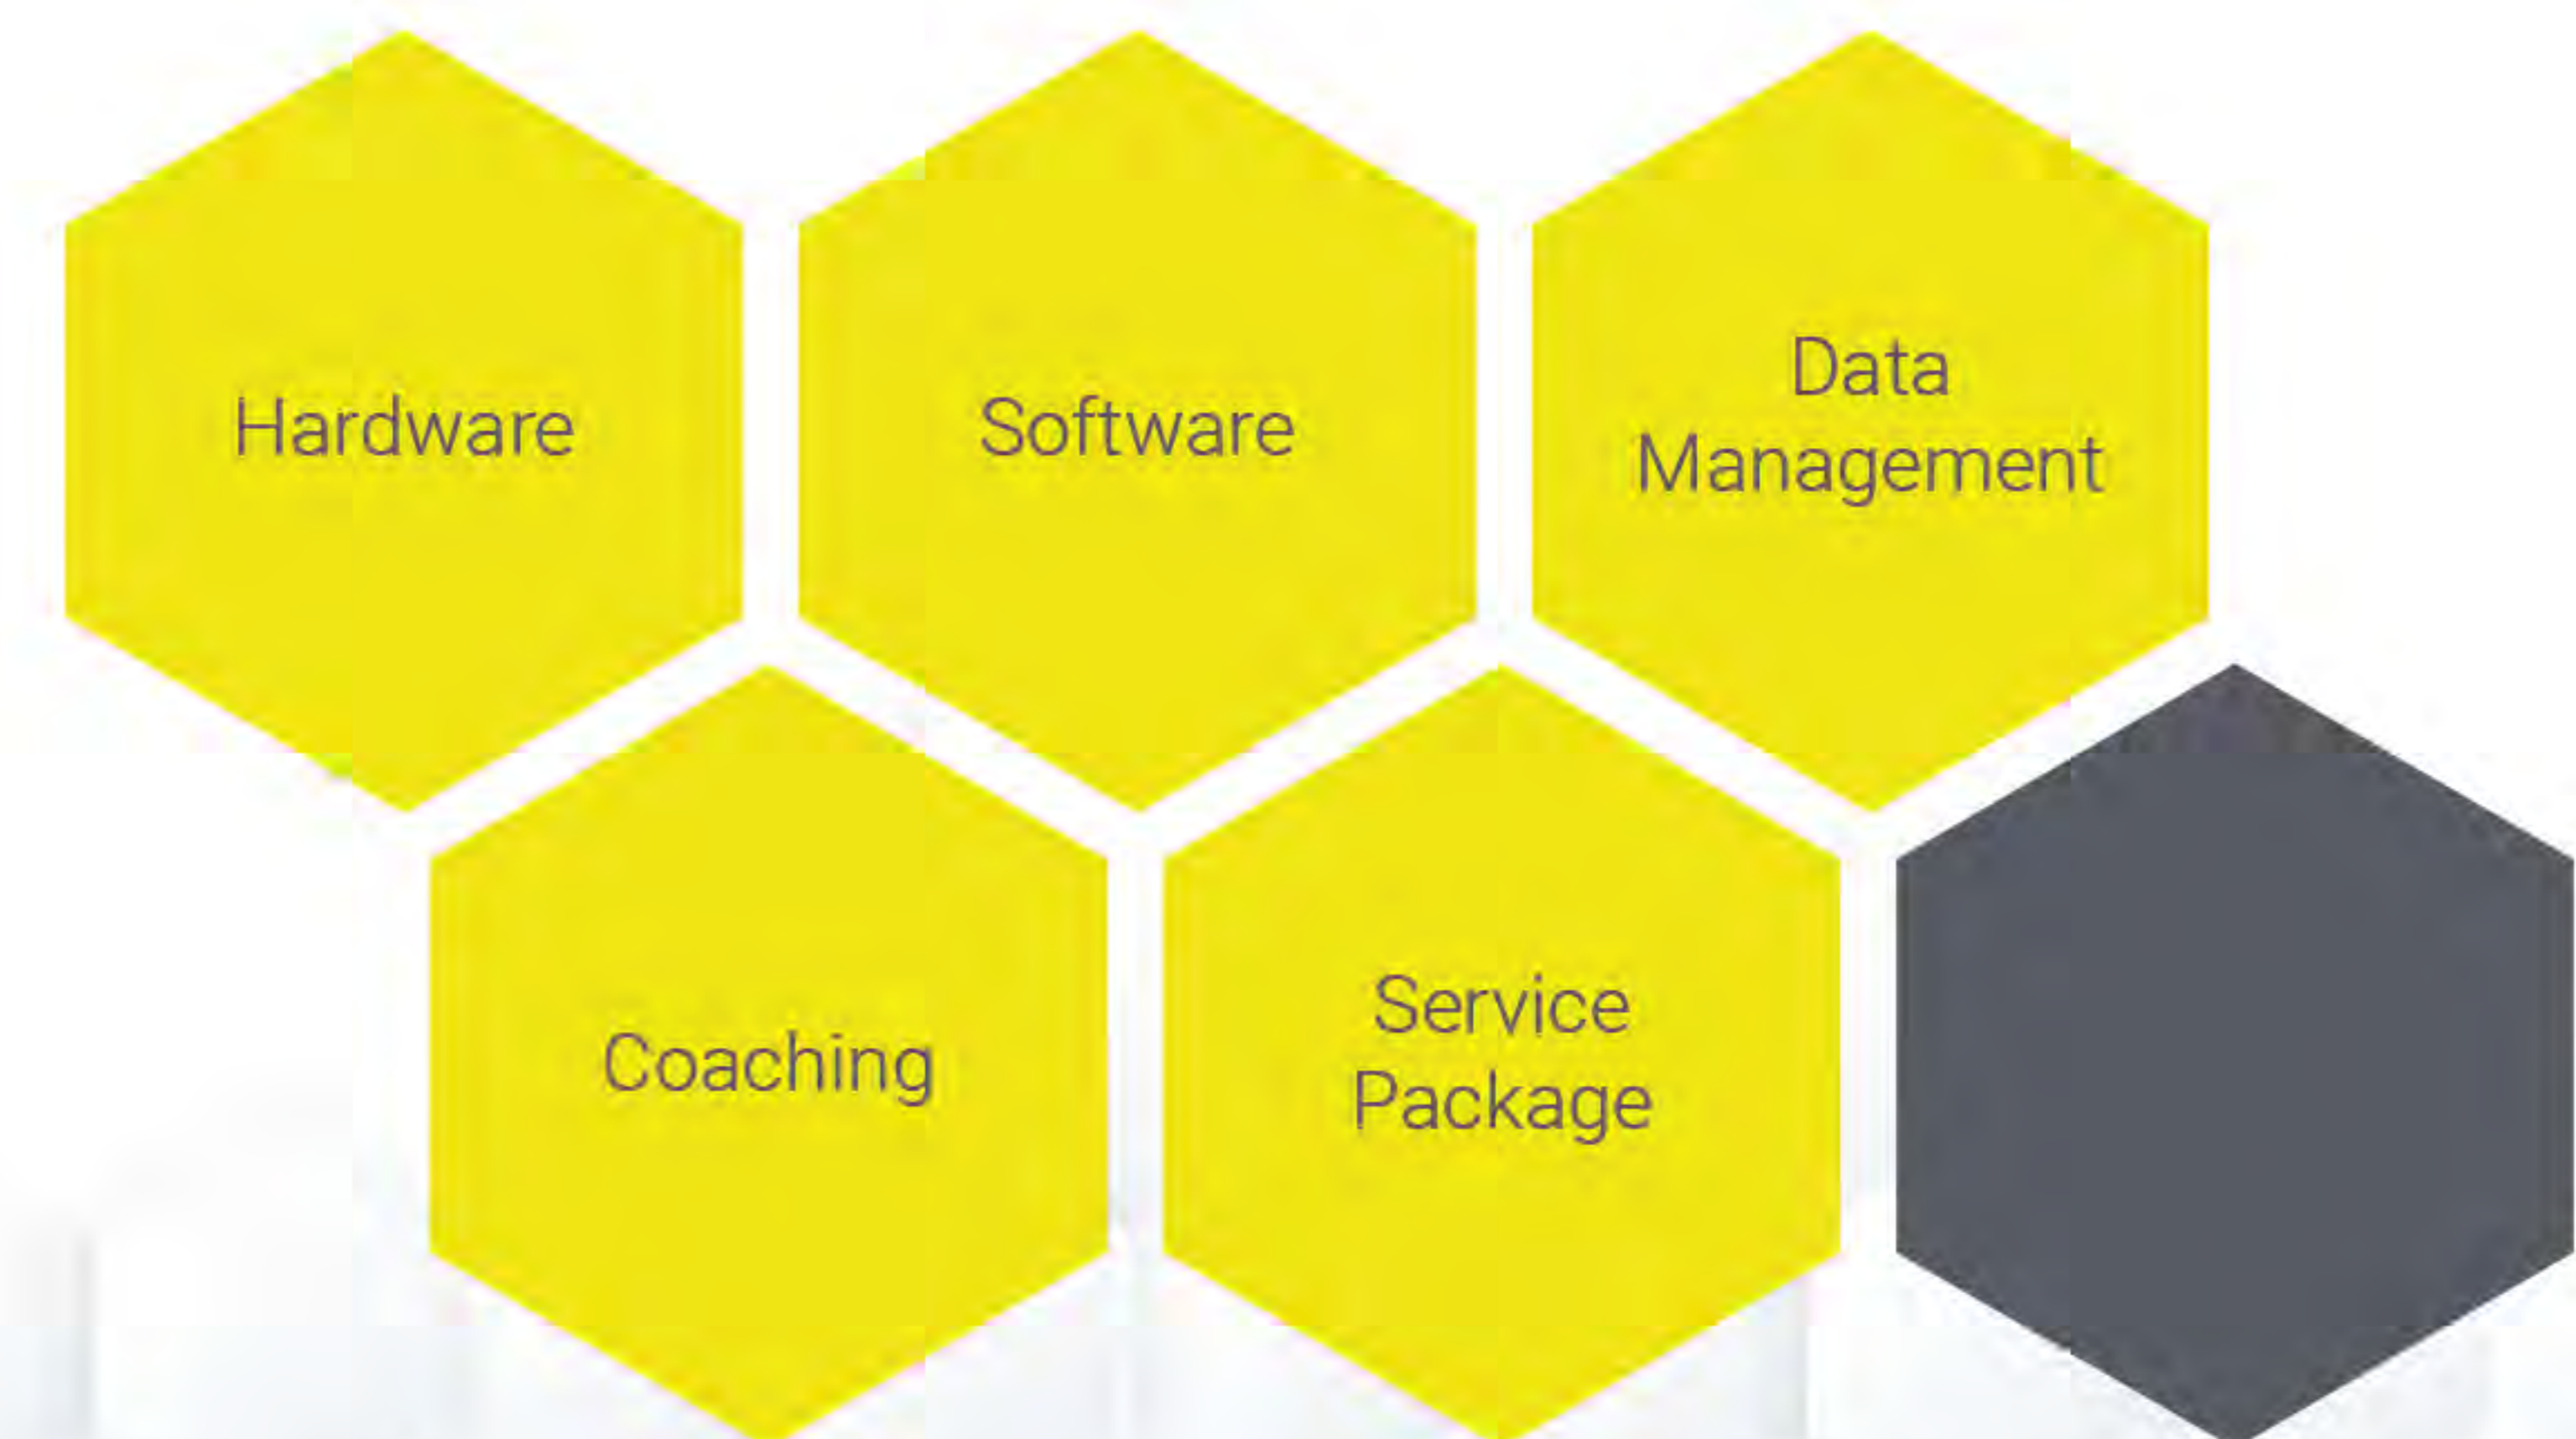 Hardware
Software
Data
Management
Coaching
Service
Package